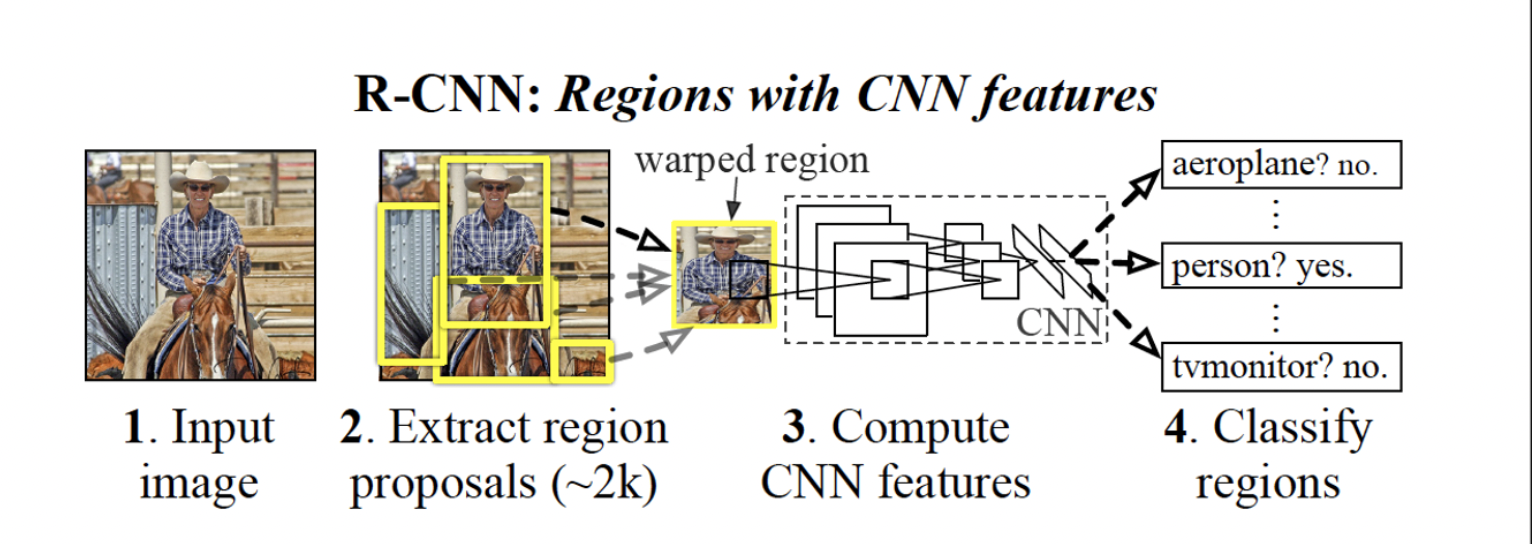 R-CNN: Regions with CNN features
warped region
aeroplane? no.
⋮
person? yes.
⋮
tvmonitor? no.
CNN
1. Input
image
2. Extract region
proposals (~2k)
3. Compute
CNN features
4. Classify
regions